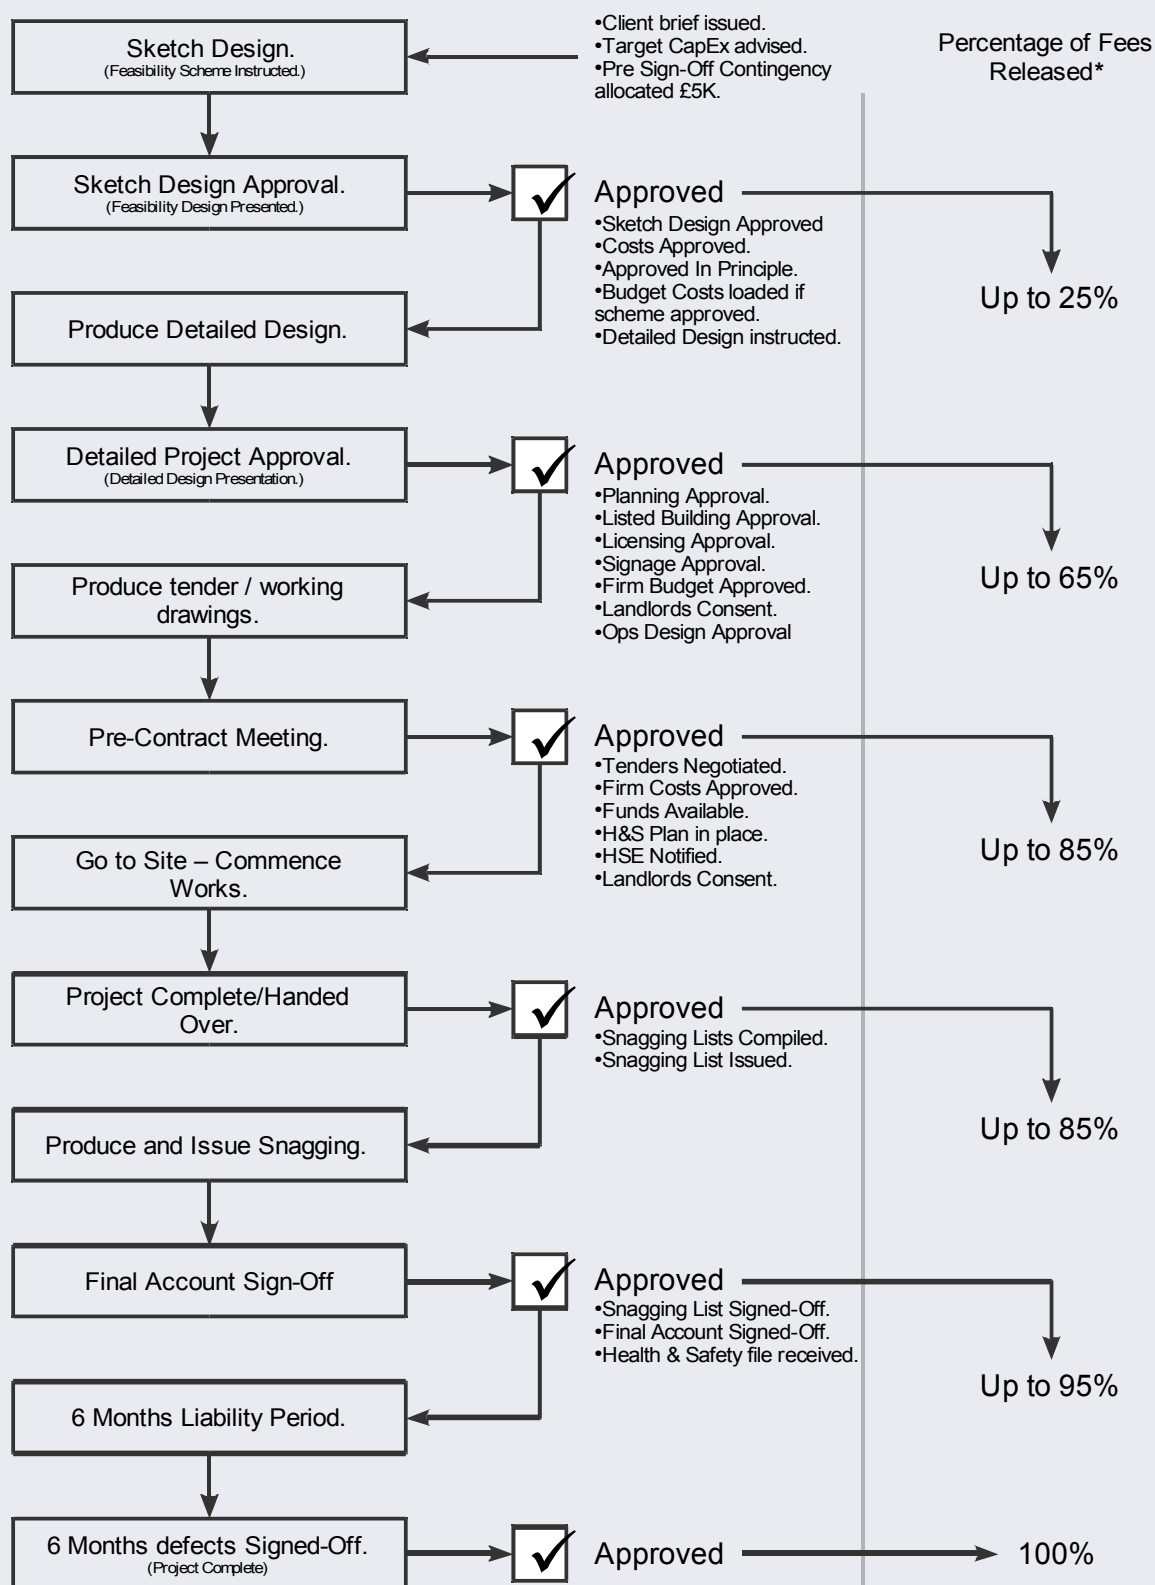 Sketch Design.
(Feasibility Scheme Instructed.)
•Client brief issued.
•Target CapEx advised.
•Pre Sign-Off Contingency
allocated £5K.
Percentage of Fees
Released*
Sketch Design Approval.
(Feasibility Design Presented.)
Approved
•Sketch Design Approved
•Costs Approved.
•Approved In Principle.
•Budget Costs loaded if
scheme approved.
•Detailed Design instructed.
Up to 25%
Produce Detailed Design.
Detailed Project Approval.
(Detailed Design Presentation.)
Approved
•Planning Approval.
•Listed Building Approval.
•Licensing Approval.
•Signage Approval.
•Firm Budget Approved.
•Landlords Consent.
•Ops Design Approval
Up to 65%
Produce tender / working
drawings.
Pre-Contract Meeting.
Approved
•Tenders Negotiated.
•Firm Costs Approved.
•Funds Available.
•H&S Plan in place.
•HSE Notified.
•Landlords Consent.
Up to 85%
Go to Site – Commence
Works.
Project Complete/Handed
Over.
Approved
•Snagging Lists Compiled.
•Snagging List Issued.
Up to 85%
Produce and Issue Snagging.
Final Account Sign-Off
Approved
•Snagging List Signed-Off.
•Final Account Signed-Off.
•Health & Safety file received.
Up to 95%
6 Months Liability Period.
6 Months defects Signed-Off.
(Project Complete)
Approved
100%